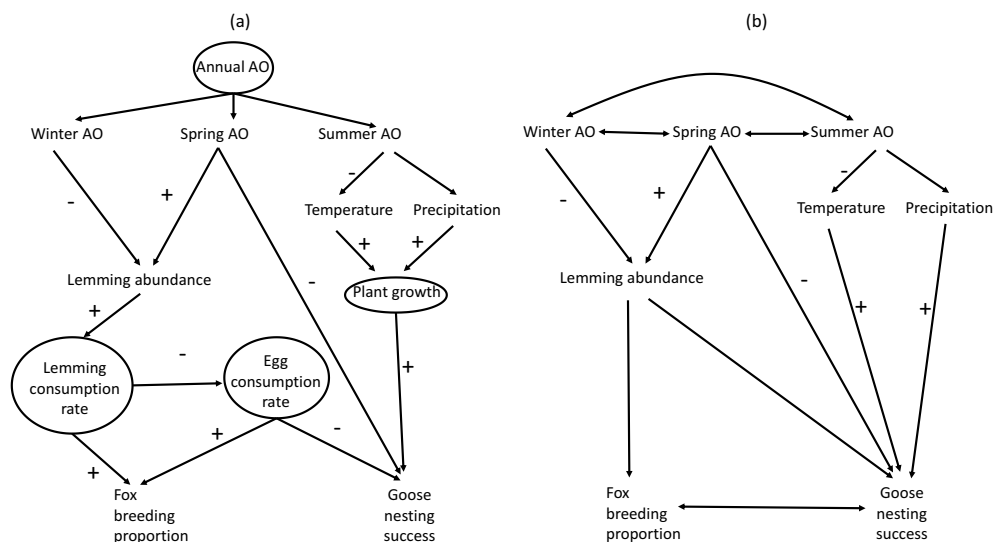 (a)
Annual AO
Winter AO
Spring AO
Summer AO
-
-
+
Temperature
Precipitation
+
+
Lemming abundance
-
Plant growth
+
-
Lemming
consumption
rate
Egg
consumption
rate
+
+
-
+
Fox
breeding
proportion
Goose
nesting
success
(b)
Winter AO
Spring AO
Summer AO
-
-
+
Temperature
Precipitation
Lemming abundance
-
+
+
Fox
breeding
proportion
Goose
nesting
success